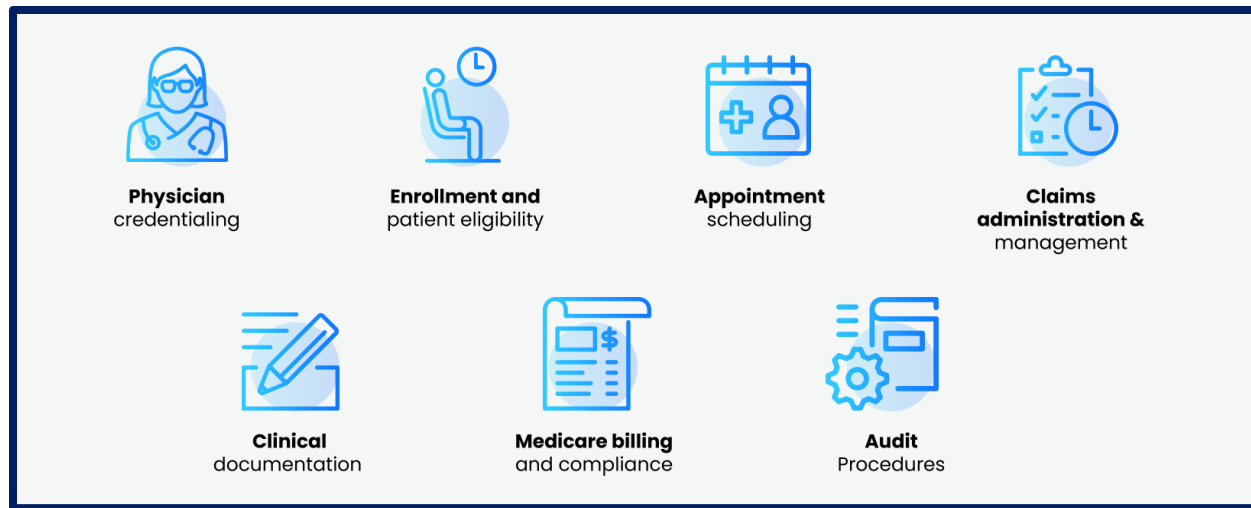 Physician
credentialing
Enrollment and
patient eligibility
Appointment
scheduling
Claims
administration &
management
Clinical
documentation
Medicare billing
and compliance
Audit
Procedures